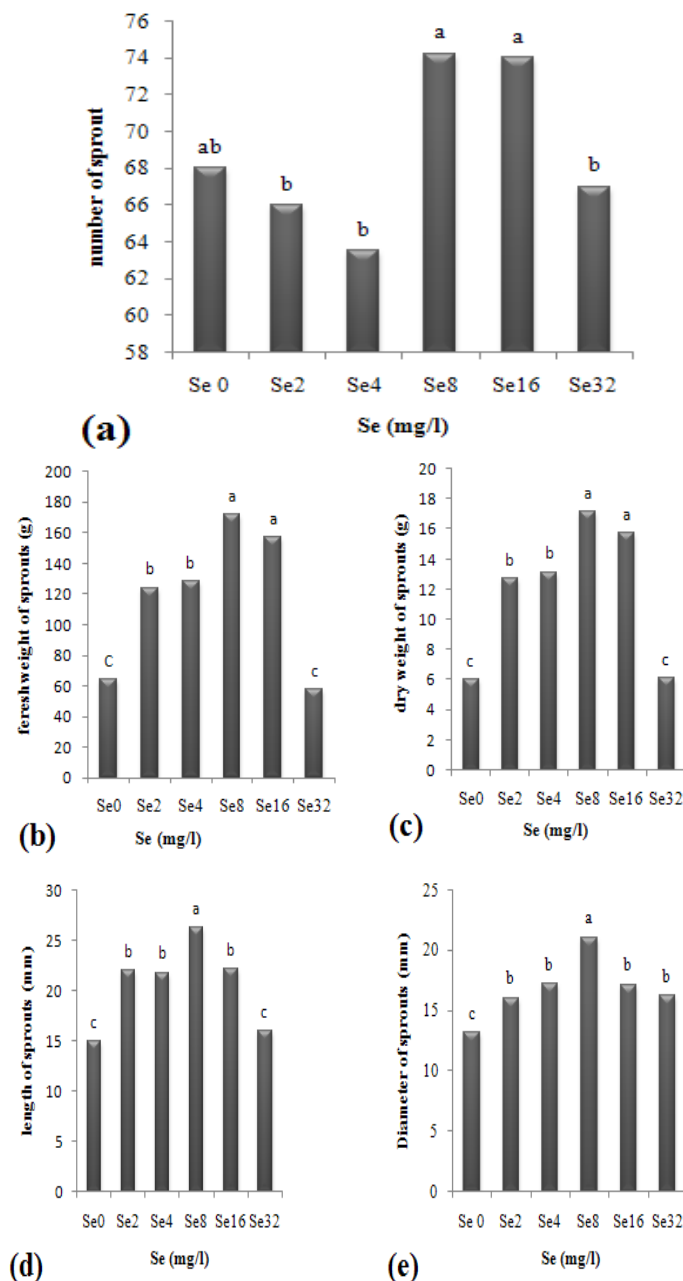 76
74
72
70
68
66
64
62
60
58
number of sprout
ab
b
b
a
a
b
Se 0
Se2
Se4
Se8
Se16
Se32
Se (mg/l)
(a)
200
180
160
140
120
100
80
60
40
20
0
fereshweight of sprouts (g)
C
b
b
a
a
c
Se0
Se2
Se4
Se8
Se16
Se32
Se (mg/l)
(b)
20
18
16
14
12
10
8
6
4
2
0
dry weight of sprouts (g)
c
b
b
a
a
c
Se0
Se2
Se4
Se8
Se16
Se32
Se (mg/l)
(c)
30
25
20
15
10
5
0
length of sprouts (mm)
c
b
b
a
b
c
Se0
Se2
Se4
Se8
Se16
Se32
Se (mg/l)
(d)
25
20
15
10
5
0
Diameter of sprouts (mm)
c
b
b
a
b
b
Se 0
Se2
Se4
Se8
Se16
Se32
Se (mg/l)
(e)